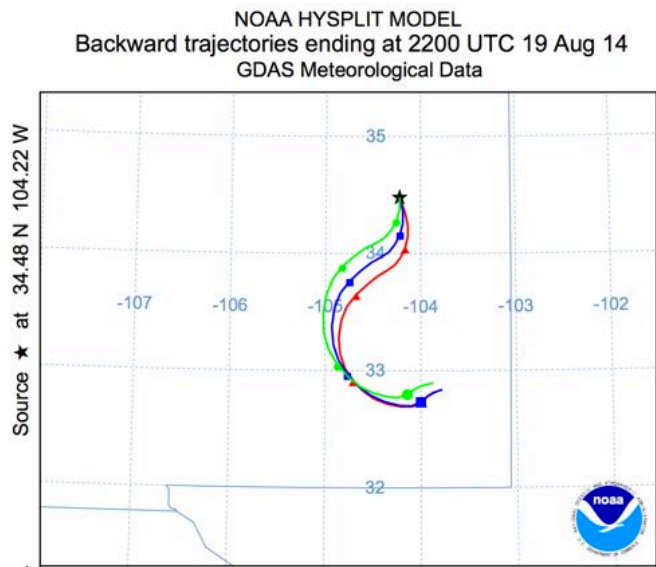 NOAA HYSPLIT MODEL
Backward trajectories ending at 2200 UTC 19 Aug 14
GDAS Meteorological Data
Source ★ at 34.48 N 104.22 W
35
34
-107
-106
-105
-104
-103
-102
33
32
noaa